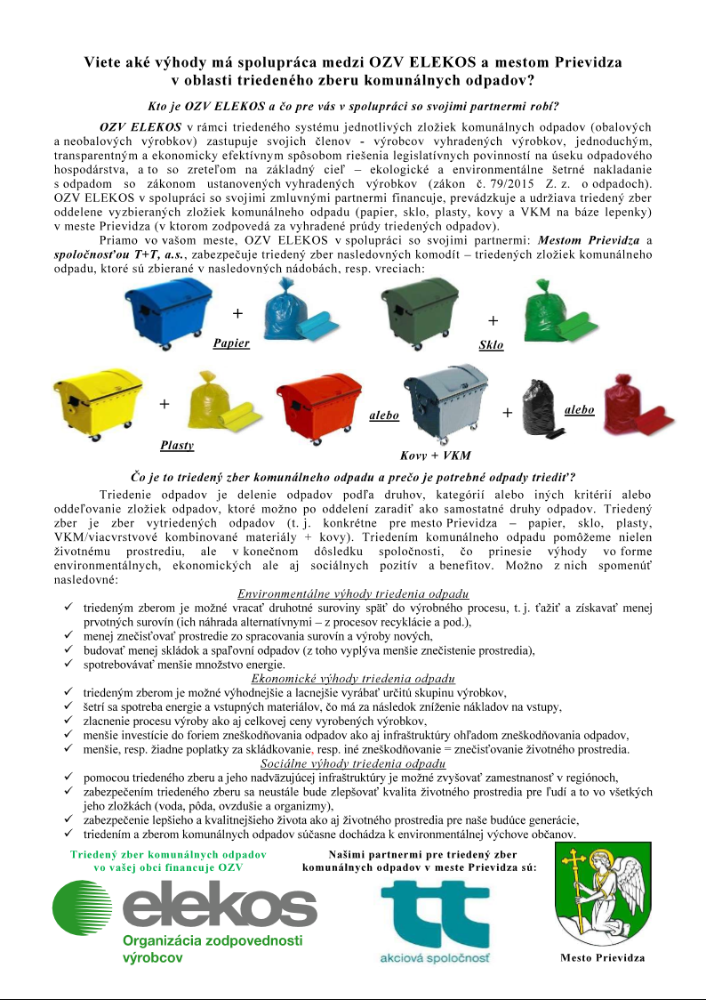 Viete aké výhody má spolupráca medzi OZV ELEKOS a mestom Prievidza
v oblasti triedeného zberu komunálnych odpadov?
Kto je OZV ELEKOS a čo pre vás v spolupráci so svojimi partnermi robí?
OZV ELEKOS v rámci triedeného systému jednotlivých zložiek komunálnych odpadov (obalových
a neobalových výrobkov) zastupuje svojich členov - výrobcov vyhradených výrobkov, jednoduchým,
transparentným a ekonomicky efektívnym spôsobom riešenia legislatívnych povinností na úseku odpadového
hospodárstva, a to so zreteľom na základný cieľ – ekologické a environmentálne šetrné nakladanie
s odpadom so zákonom ustanovených vyhradených výrobkov (zákon č. 79/2015 Z. z. o odpadoch).
OZV ELEKOS v spolupráci so svojimi zmluvnými partnermi financuje, prevádzkuje a udržiava triedený zber
oddelene vyzbieraných zložiek komunálneho odpadu (papier, sklo, plasty, kovy a VKM na báze lepenky)
v meste Prievidza (v ktorom zodpovedá za vyhradené prúdy triedených odpadov).
Priamo vo vašom meste, OZV ELEKOS v spolupráci so svojimi partnermi: Mestom Prievidza a
spoločnosťou T+T, a.s., zabezpečuje triedený zber nasledovných komodít – triedených zložiek komunálneho
odpadu, ktoré sú zbierané v nasledovných nádobách, resp. vreciach:
+ +
Papier Sklo
+ alebo + alebo
Plasty
Kovy + VKM
Čo je to triedený zber komunálneho odpadu a prečo je potrebné odpady triediť?
Triedenie odpadov je delenie odpadov podľa druhov, kategórií alebo iných kritérií alebo
oddeľovanie zložiek odpadov, ktoré možno po oddelení zaradiť ako samostatné druhy odpadov. Triedený
zber je zber vytriedených odpadov (t. j. konkrétne pre mesto Prievidza – papier, sklo, plasty,
VKM/viacvrstvové kombinované materiály + kovy). Triedením komunálneho odpadu pomôžeme nielen
životnému prostrediu, ale v konečnom dôsledku spoločnosti, čo prinesie výhody vo forme
environmentálnych, ekonomických ale aj sociálnych pozitív a benefitov. Možno z nich spomenúť
nasledovné:
Environmentálne výhody triedenia odpadu
✓ triedeným zberom je možné vracať druhotné suroviny späť do výrobného procesu, t. j. ťažiť a získavať menej
prvotných surovín (ich náhrada alternatívnymi – z procesov recyklácie a pod.),
✓ menej znečisťovať prostredie zo spracovania surovín a výroby nových,
✓ budovať menej skládok a spaľovní odpadov (z toho vyplýva menšie znečistenie prostredia),
✓ spotrebovávať menšie množstvo energie.
Ekonomické výhody triedenia odpadu
✓ triedeným zberom je možné výhodnejšie a lacnejšie vyrábať určitú skupinu výrobkov,
✓ šetrí sa spotreba energie a vstupných materiálov, čo má za následok zníženie nákladov na vstupy,
✓ zlacnenie procesu výroby ako aj celkovej ceny vyrobených výrobkov,
✓ menšie investície do foriem zneškodňovania odpadov ako aj infraštruktúry ohľadom zneškodňovania odpadov,
✓ menšie, resp. žiadne poplatky za skládkovanie, resp. iné zneškodňovanie = znečisťovanie životného prostredia.
Sociálne výhody triedenia odpadu
✓ pomocou triedeného zberu a jeho nadväzujúcej infraštruktúry je možné zvyšovať zamestnanosť v regiónoch,
✓ zabezpečením triedeného zberu sa neustále bude zlepšovať kvalita životného prostredia pre ľudí a to vo všetkých
jeho zložkách (voda, pôda, ovzdušie a organizmy),
✓ zabezpečenie lepšieho a kvalitnejšieho života ako aj životného prostredia pre naše budúce generácie,
✓ triedením a zberom komunálnych odpadov súčasne dochádza k environmentálnej výchove občanov.
Triedený zber komunálnych odpadov
vo vašej obci financuje OZV
elekos
Organizácia zodpovednosti
výrobcov
Našimi partnermi pre triedený zber
komunálnych odpadov v meste Prievidza sú:
tt
akciová spoločnosť
Mesto Prievidza